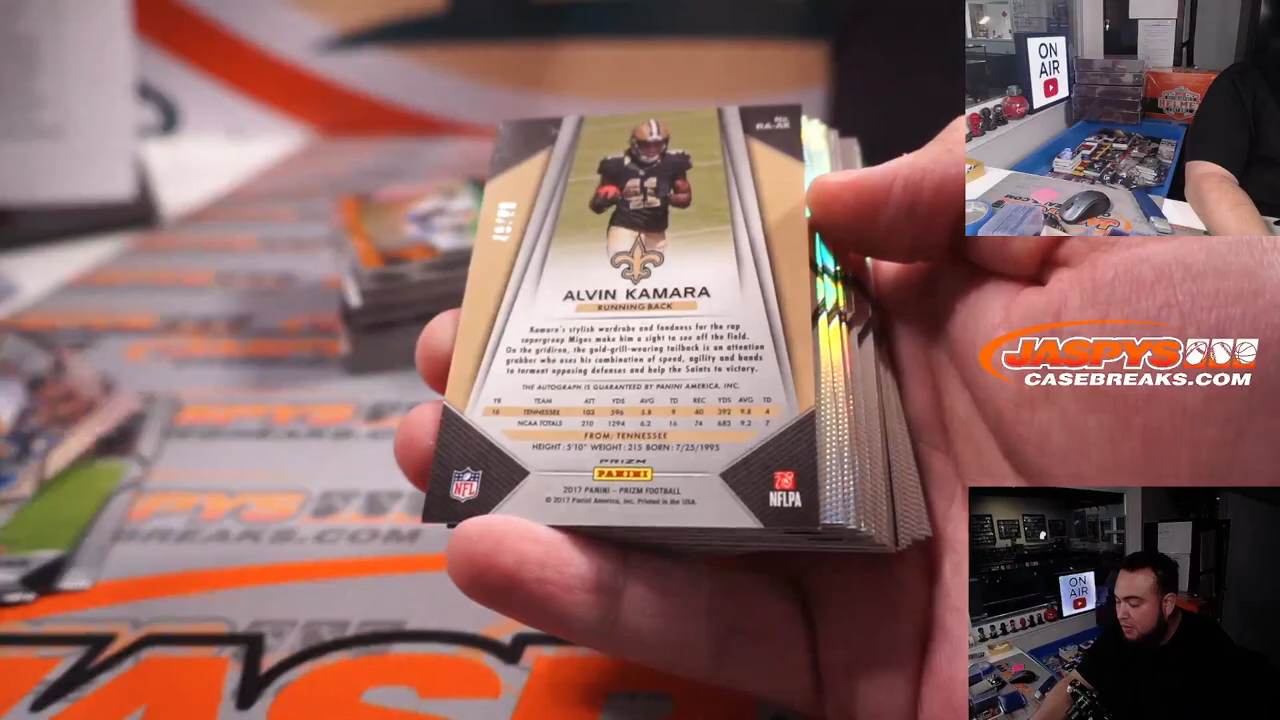 No.
RA-AK
41
ALVIN KAMARA
RUNNING BACK
Kamara's stylish wardrobe and fondness for the rap
supergroup Migos make him a sight to see off the field.
On the gridiron, the gold-grill-wearing tailback is an attention
grabber who uses his combination of speed, agility and hands
to torment opposing defenses and help the Saints to victory.
THE AUTOGRAPH IS GUARANTEED BY PANINI AMERICA, INC.
YR TEAM ATT YDS AVG TD REC YDS AVG TD
16 TENNESSEE 103 596 5.8 9 40 392 9.8 4
NCAA TOTALS 210 1294 6.2 16 74 683 9.2 7
FROM: TENNESSEE
HEIGHT: 5'10" WEIGHT: 215 BORN: 7/25/1995
PRIZM
PANINI
2017 PANINI – PRIZM FOOTBALL
© 2017 Panini America, Inc. Printed in the USA.
NFL
NFLPA
ON
AIR
JASPYS
CASEBREAKS.COM
ON
AIR